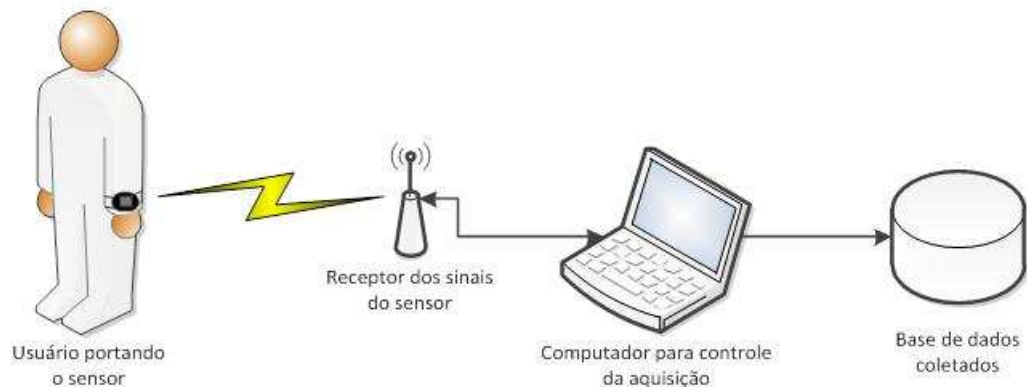 Usuário portando
o sensor
Receptor dos sinais
do sensor
Computador para controle
da aquisição
Base de dados
coletados